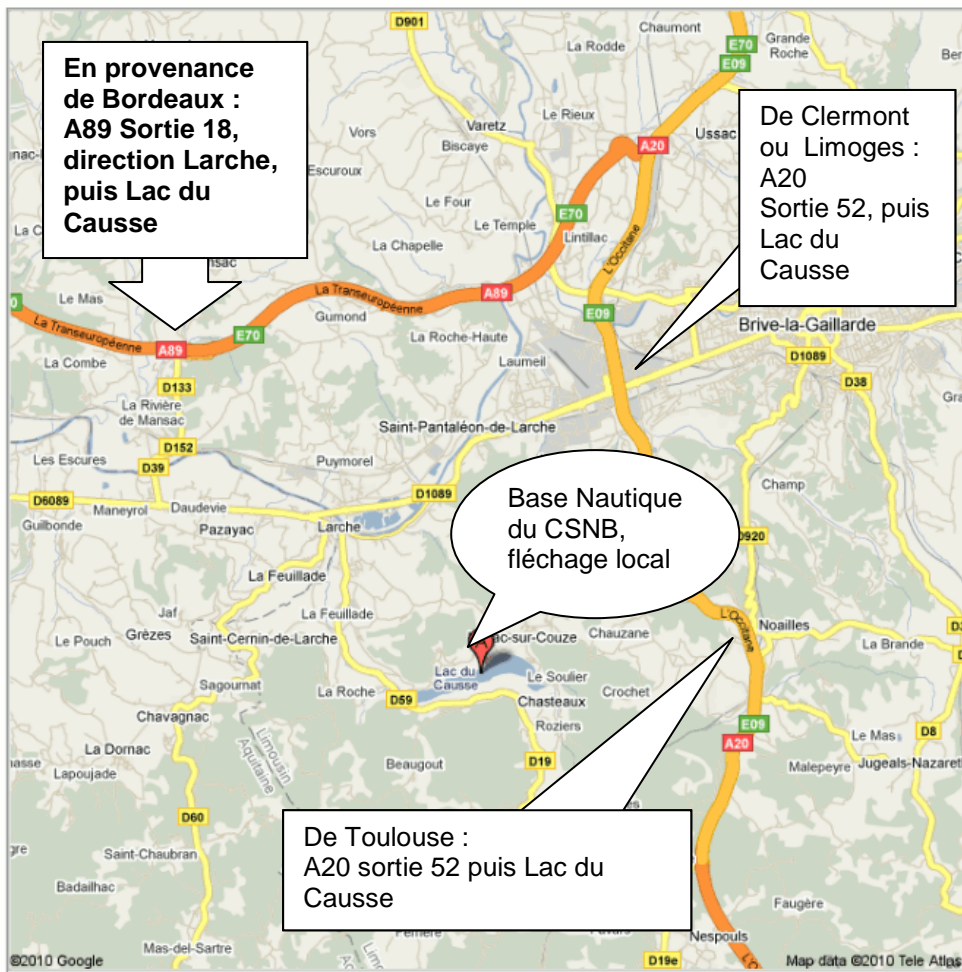 En provenance
de Bordeaux :
A89 Sortie 18,
direction Larche,
puis Lac du
Causse
De Clermont
ou Limoges :
A20
Sortie 52, puis
Lac du
Causse
Base Nautique
du CSNB,
fléchage local
De Toulouse :
A20 sortie 52 puis Lac du
Causse
D901
Chaumont
Grande
Roche
La Rodde
E70
E09
Le Rieux
Varetz
Biscaye
Vors
Escuroux
Ussac
A20
Le Four
Le Temple
E70
Lintillac
L'Occitane
La Chapelle
La Transeuropéenne
A89
E09
Le Mas
Gumond
La Transeuropéenne
E70
A89
La Roche-Haute
Laumeil
Brive-la-Gaillarde
D1089
La Combe
D133
D38
La Rivière
de Mansac
Saint-Pantaléon-de-Larche
D152
Les Escures
D39
Puymorel
D6089
Maneyrol
Daudevie
D1089
Champ
Guilbonde
Pazayac
Larche
D920
La Feuillade
Jaf
La Feuillade
L'Occitane
Noailles
Le Pouch
Grèzes
Saint-Cernin-de-Larche
ac-sur-Couze
Chauzane
La Brande
Lac du
Causse
Le Soulier
Sagournat
La Roche
D59
Crochet
Chasteaux
Chavagnac
Roziers
E09
A20
D8
Le Mas
La Dornac
Limousin
Aquitaine
Beaugout
D19
Malepeyre
Jugeals-Nazaret
Lapoujade
D60
Saint-Chaubran
Badailhac
Faugère
Mas-del-Sartre
Nespouls
D19e
©2010 Google
Map data ©2010 Tele Atlas